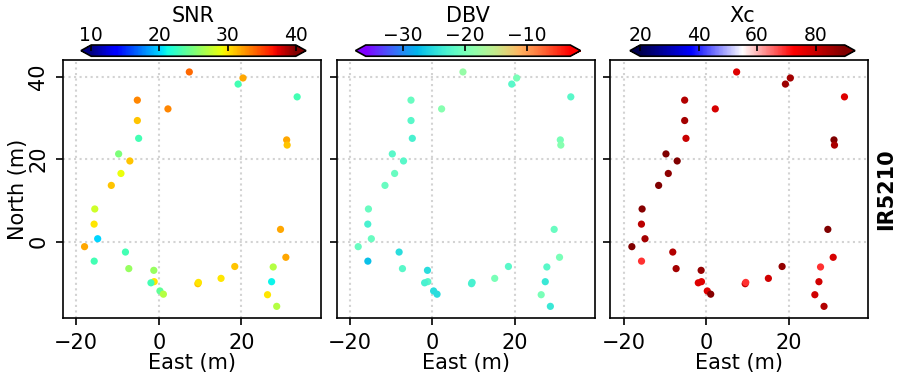 SNR DBV Xc
10 20 30 40 −30 −20 −10 20 40 60 80
40
20
0
North (m)
IR5210
−20 0 20 −20 0 20 −20 0 20
East (m) East (m) East (m)